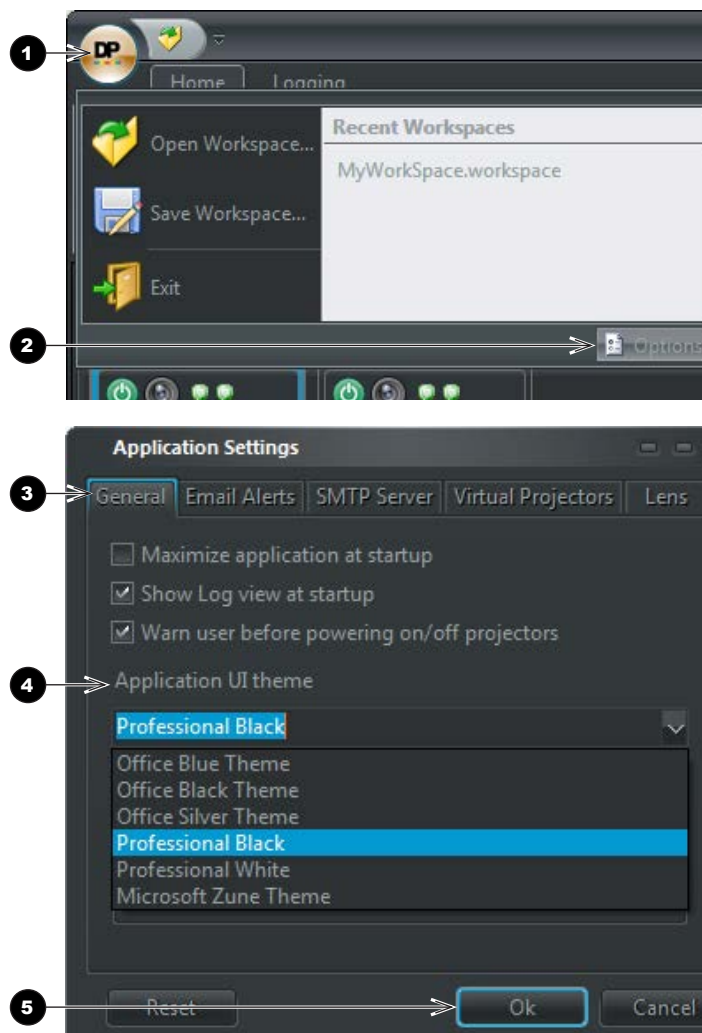 1
DP
Home Logging
Open Workspace...
Recent Workspaces
MyWorkSpace.workspace
Save Workspace...
Exit
2
Options
Application Settings
3
General Email Alerts SMTP Server Virtual Projectors Lens
Maximize application at startup
Show Log view at startup
Warn user before powering on/off projectors
4
Application UI theme
Professional Black
Office Blue Theme
Office Black Theme
Office Silver Theme
Professional Black
Professional White
Microsoft Zune Theme
5
Reset Ok Cancel